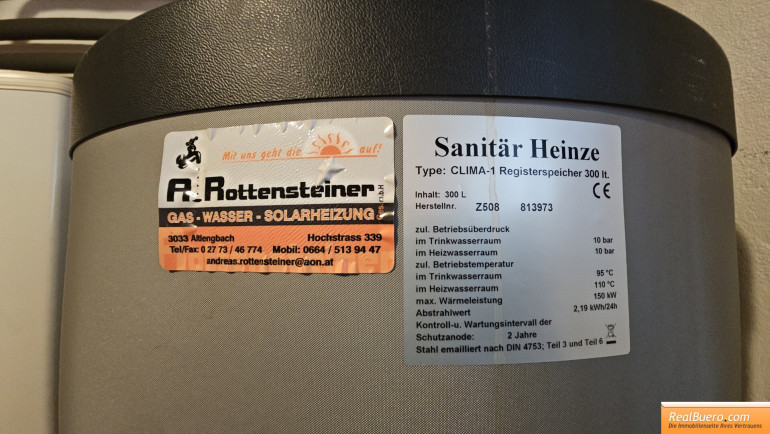 Mit uns geht die auf!
A. Rottensteiner
GAS - WASSER - SOLARHEIZUNG
3033 Altlengbach Hochstrass 339
Tel/Fax: 0 27 73 / 46 774 Mobil: 0664 / 513 94 47
andreas.rottensteiner@aon.at
Sanitär Heinze
Type: CLIMA-1 Registerspeicher 300 lt.
Inhalt: 300 L CE
Herstellnr. Z508 813973
zul. Betriebsüberdruck
im Trinkwasserraum 10 bar
im Heizwasserraum 10 bar
zul. Betriebstemperatur
im Trinkwasserraum 95 °C
im Heizwasserraum 110 °C
max. Wärmeleistung 150 kW
Abstrahlwert 2,19 kWh/24h
Kontroll-u. Wartungsintervall der
Schutzanode: 2 Jahre
Stahl emailliert nach DIN 4753; Teil 3 und Teil 6
RealBuero.com
Die Immobilienseite Ihres Vertrauens